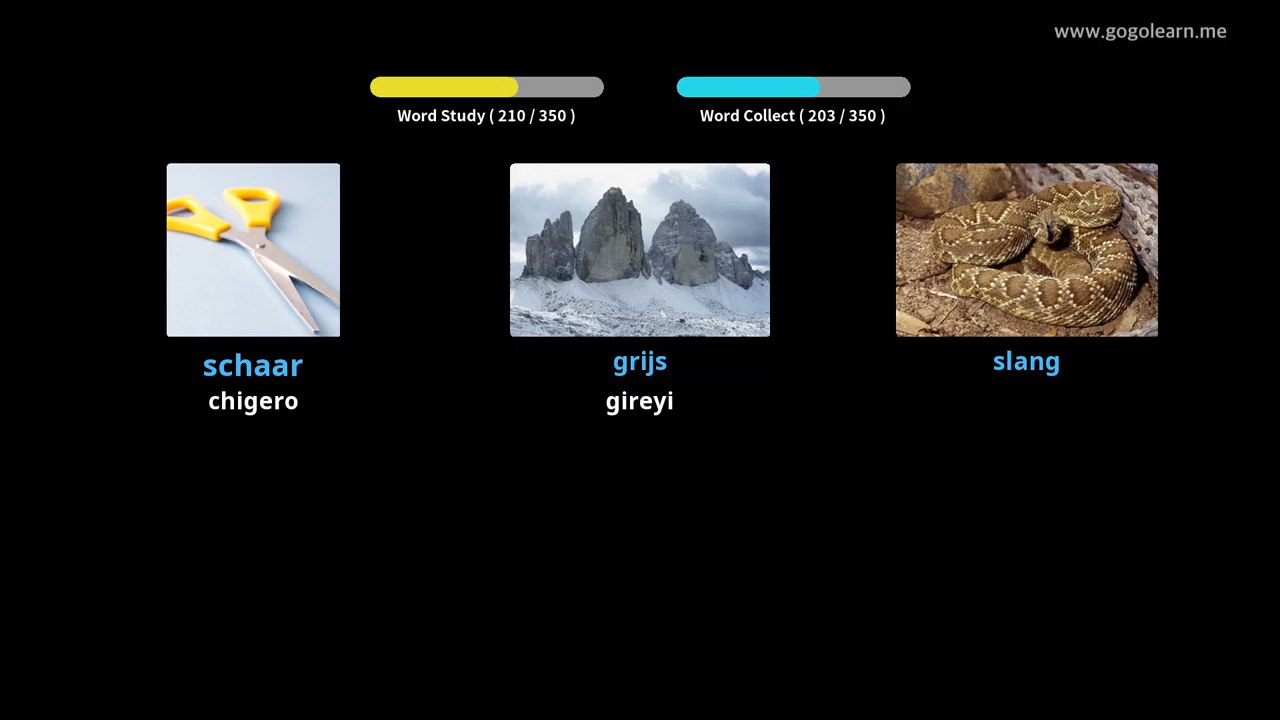 www.gogolearn.me
Word Study ( 210 / 350 )
Word Collect ( 203 / 350 )
schaar
grijs
slang
chigero
gireyi